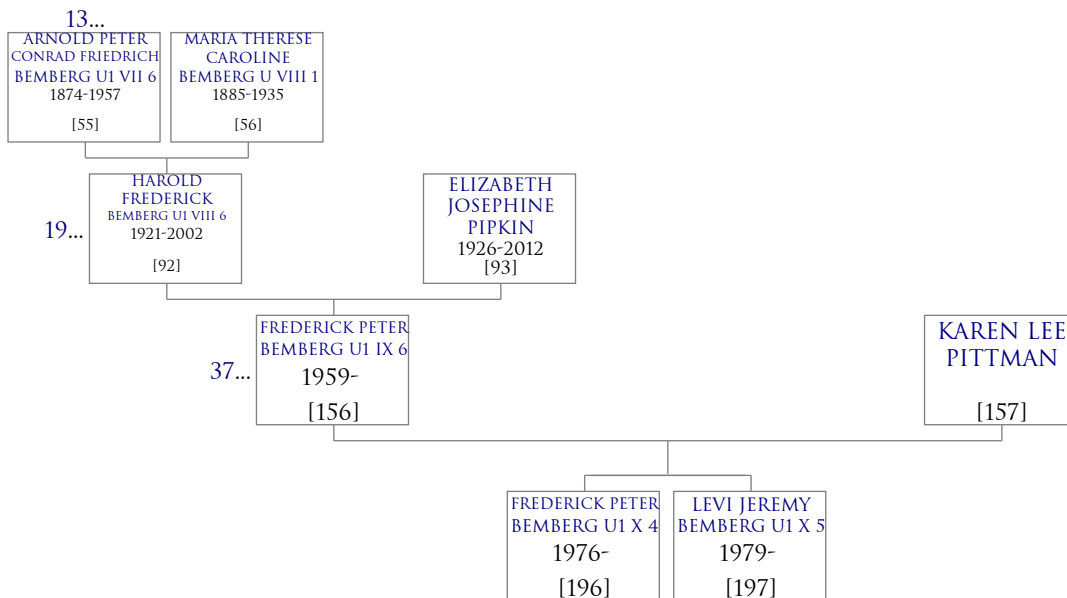 13...
ARNOLD PETER
CONRAD FRIEDRICH
BEMBERG U1 VII 6
1874-1957
[55]
MARIA THERESE
CAROLINE
BEMBERG U VIII 1
1885-1935
[56]
19...
HAROLD
FREDERICK
BEMBERG U1 VIII 6
1921-2002
[92]
ELIZABETH
JOSEPHINE
PIPKIN
1926-2012
[93]
37...
FREDERICK PETER
BEMBERG U1 IX 6
1959-
[156]
KAREN LEE
PITTMAN
[157]
FREDERICK PETER
BEMBERG U1 X 4
1976-
[196]
LEVI JEREMY
BEMBERG U1 X 5
1979-
[197]